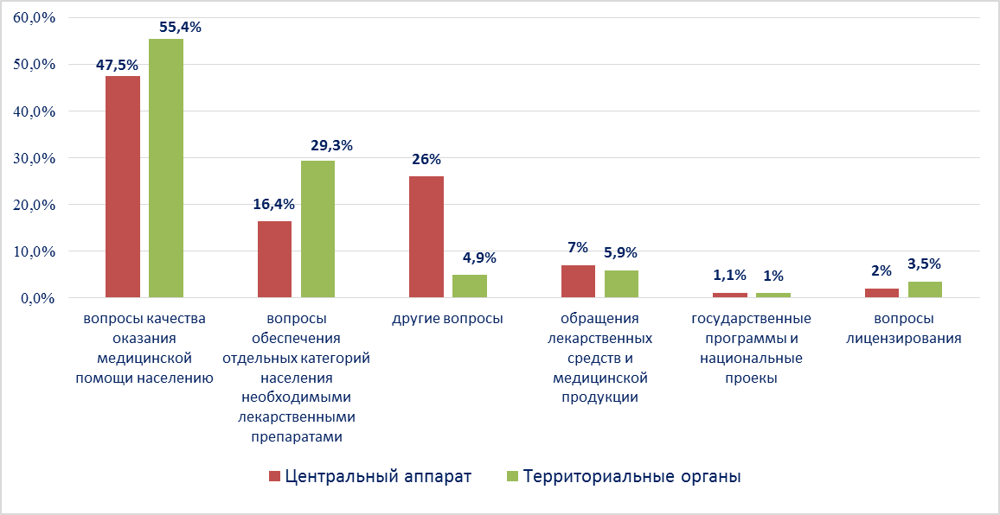 60,0%
50,0%
40,0%
30,0%
20,0%
10,0%
0,0%
47,5%
55,4%
16,4%
29,3%
26%
4,9%
7%
5,9%
1,1%
1%
2%
3,5%
вопросы качества
оказания
медицинской
помощи населению
вопросы
обеспечения
отдельных категорий
населения
необходимыми
лекарственными
препаратами
другие вопросы
обращения
лекарственных
средств и
медицинской
продукции
государственные
программы и
национальные
проекы
вопросы
лицензирования
Центральный аппарат
Территориальные органы